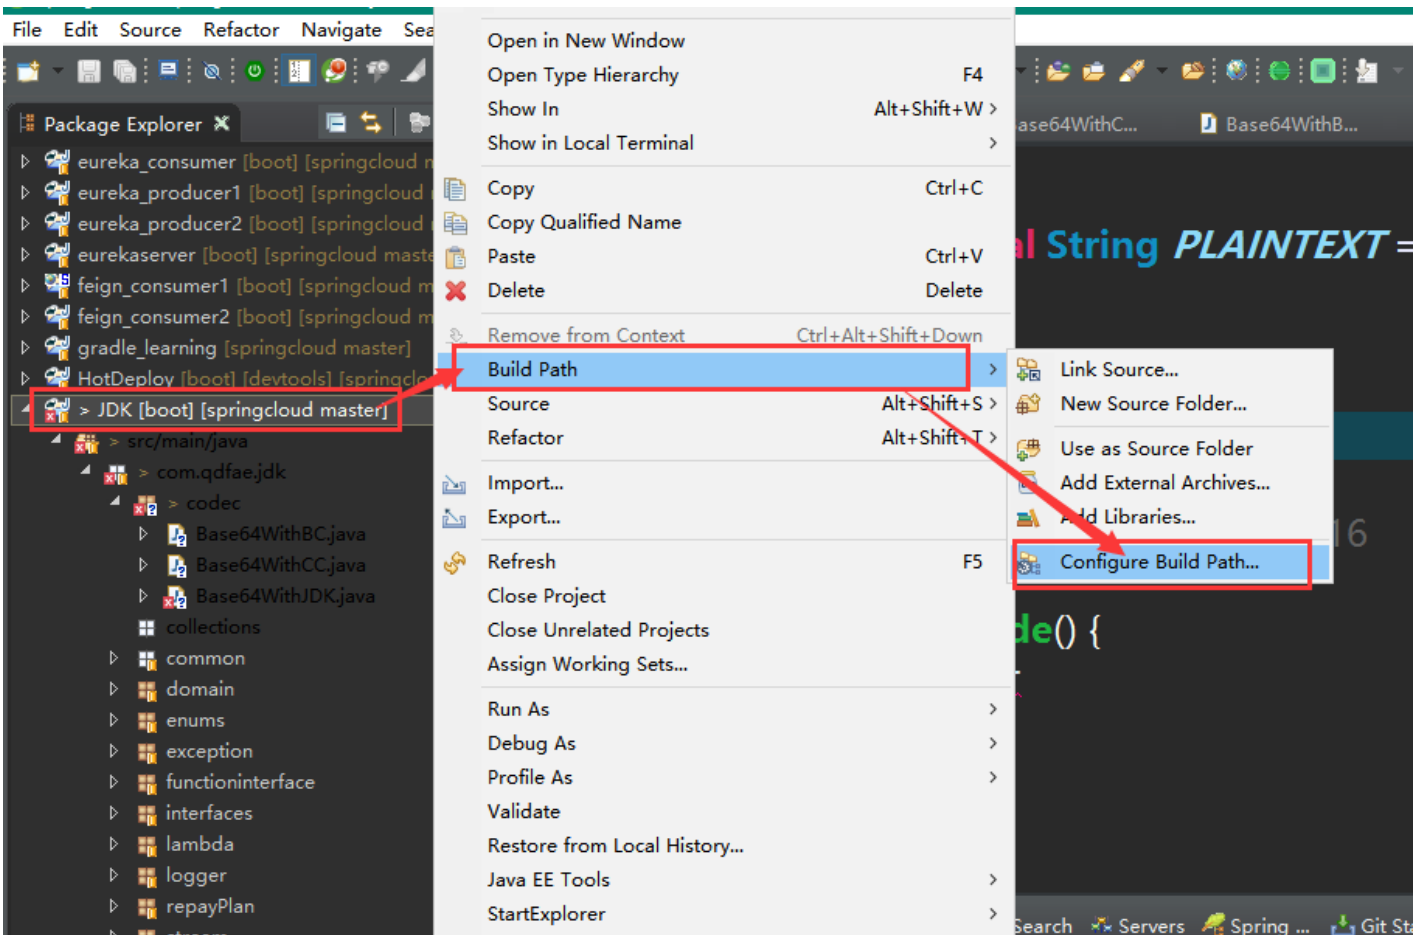 File Edit Source Refactor Navigate Sea
Package Explorer
eureka_consumer [boot] [springcloud m
eureka_producer1 [boot] [springcloud
eureka_producer2 [boot] [springcloud
eurekaserver [boot] [springcloud maste
feign_consumer1 [boot] [springcloud m
feign_consumer2 [boot] [springcloud m
gradle_learning [springcloud master]
HotDeploy [boot] [devtools] [springclo
> JDK [boot] [springcloud master]
> src/main/java
> com.qdfae.jdk
> codec
Base64WithBC.java
Base64WithCC.java
Base64WithJDK.java
collections
common
domain
enums
exception
functioninterface
interfaces
lambda
logger
repayPlan
Open in New Window
Open Type Hierarchy F4
Show In Alt+Shift+W >
Show in Local Terminal >
Copy Ctrl+C
Copy Qualified Name
Paste Ctrl+V
Delete Delete
Remove from Context Ctrl+Alt+Shift+Down
Build Path >
Source Alt+Shift+S >
Refactor Alt+Shift+T >
Import...
Export...
Refresh F5
Close Project
Close Unrelated Projects
Assign Working Sets...
Run As >
Debug As >
Profile As >
Validate
Restore from Local History...
Java EE Tools >
StartExplorer >
Link Source...
New Source Folder...
Use as Source Folder
Add External Archives...
Add Libraries...
Configure Build Path...
ase64WithC... Base64WithB...
al String PLAINTEXT =
16
de() {
Search Servers Spring ... Git Sta